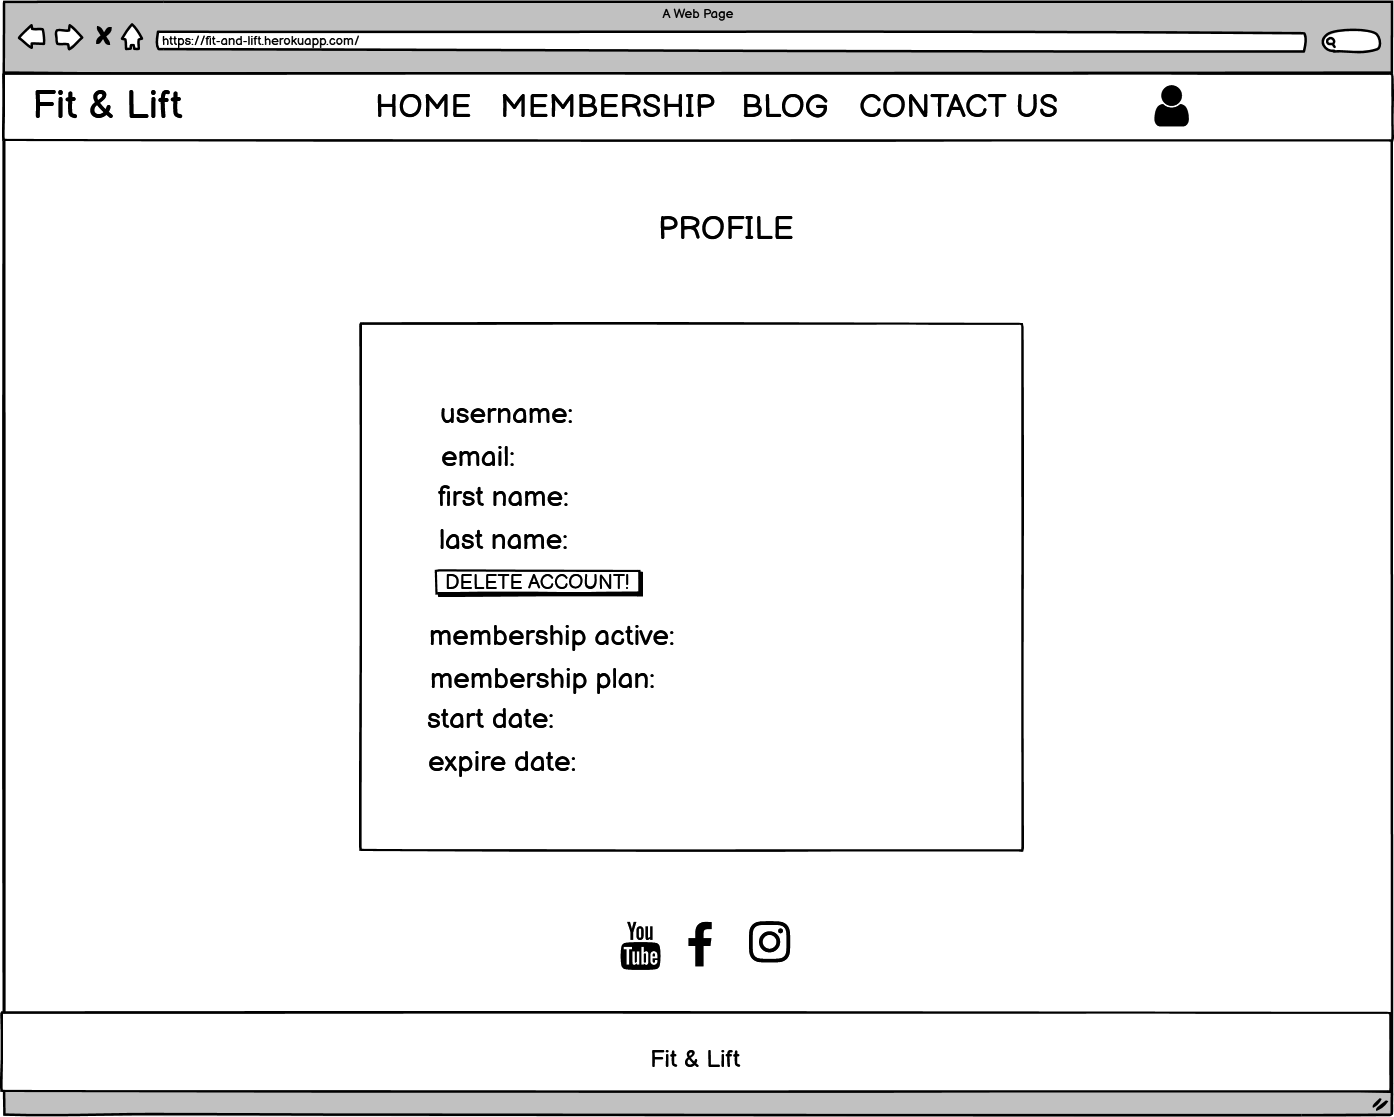 A Web Page
https://fit-and-lift.herokuapp.com/
Fit & Lift HOME MEMBERSHIP BLOG CONTACT US
PROFILE
username:
email:
first name:
last name:
DELETE ACCOUNT!
membership active:
membership plan:
start date:
expire date:
You
Tube
Fit & Lift